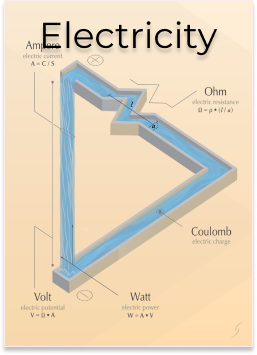 Electricity
Ampere
electric current
A = C / S
Ohm
electric resistance
Ω = ρ • (l / a)
l
a
Coulomb
electric charge
Volt
electric potential
V = Ω • A
Watt
electric power
W = A • V